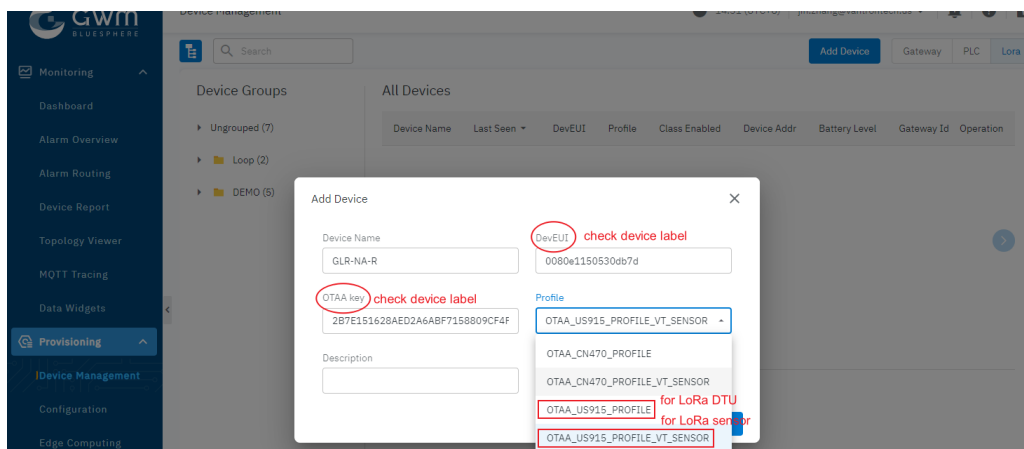 GWM
BLUESPHERE
Device Management
Search
Add Device
Gateway
PLC
Lora
Monitoring
Dashboard
Alarm Overview
Alarm Routing
Device Report
Topology Viewer
MQTT Tracing
Data Widgets
Provisioning
Device Management
Configuration
Edge Computing
Device Groups
Ungrouped (7)
Loop (2)
DEMO (5)
All Devices
Device Name Last Seen DevEUI Profile Class Enabled Device Addr Battery Level Gateway Id Operation
Add Device
Device Name
GLR-NA-R
DevEUI check device label
0080e1150530db7d
OTAA key check device label
2B7E151628AED2A6ABF7158809CF4F
Profile
OTAA_US915_PROFILE_VT_SENSOR
Description
OTAA_CN470_PROFILE
OTAA_CN470_PROFILE_VT_SENSOR
OTAA_US915_PROFILE for LoRa DTU
for LoRa sensor
OTAA_US915_PROFILE_VT_SENSOR